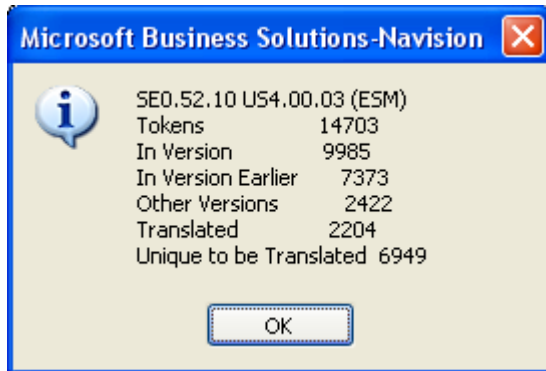 Microsoft Business Solutions-Navision
SE0.52.10 US4.00.03 (ESM)
Tokens 14703
In Version 9985
In Version Earlier 7373
Other Versions 2422
Translated 2204
Unique to be Translated 6949
OK